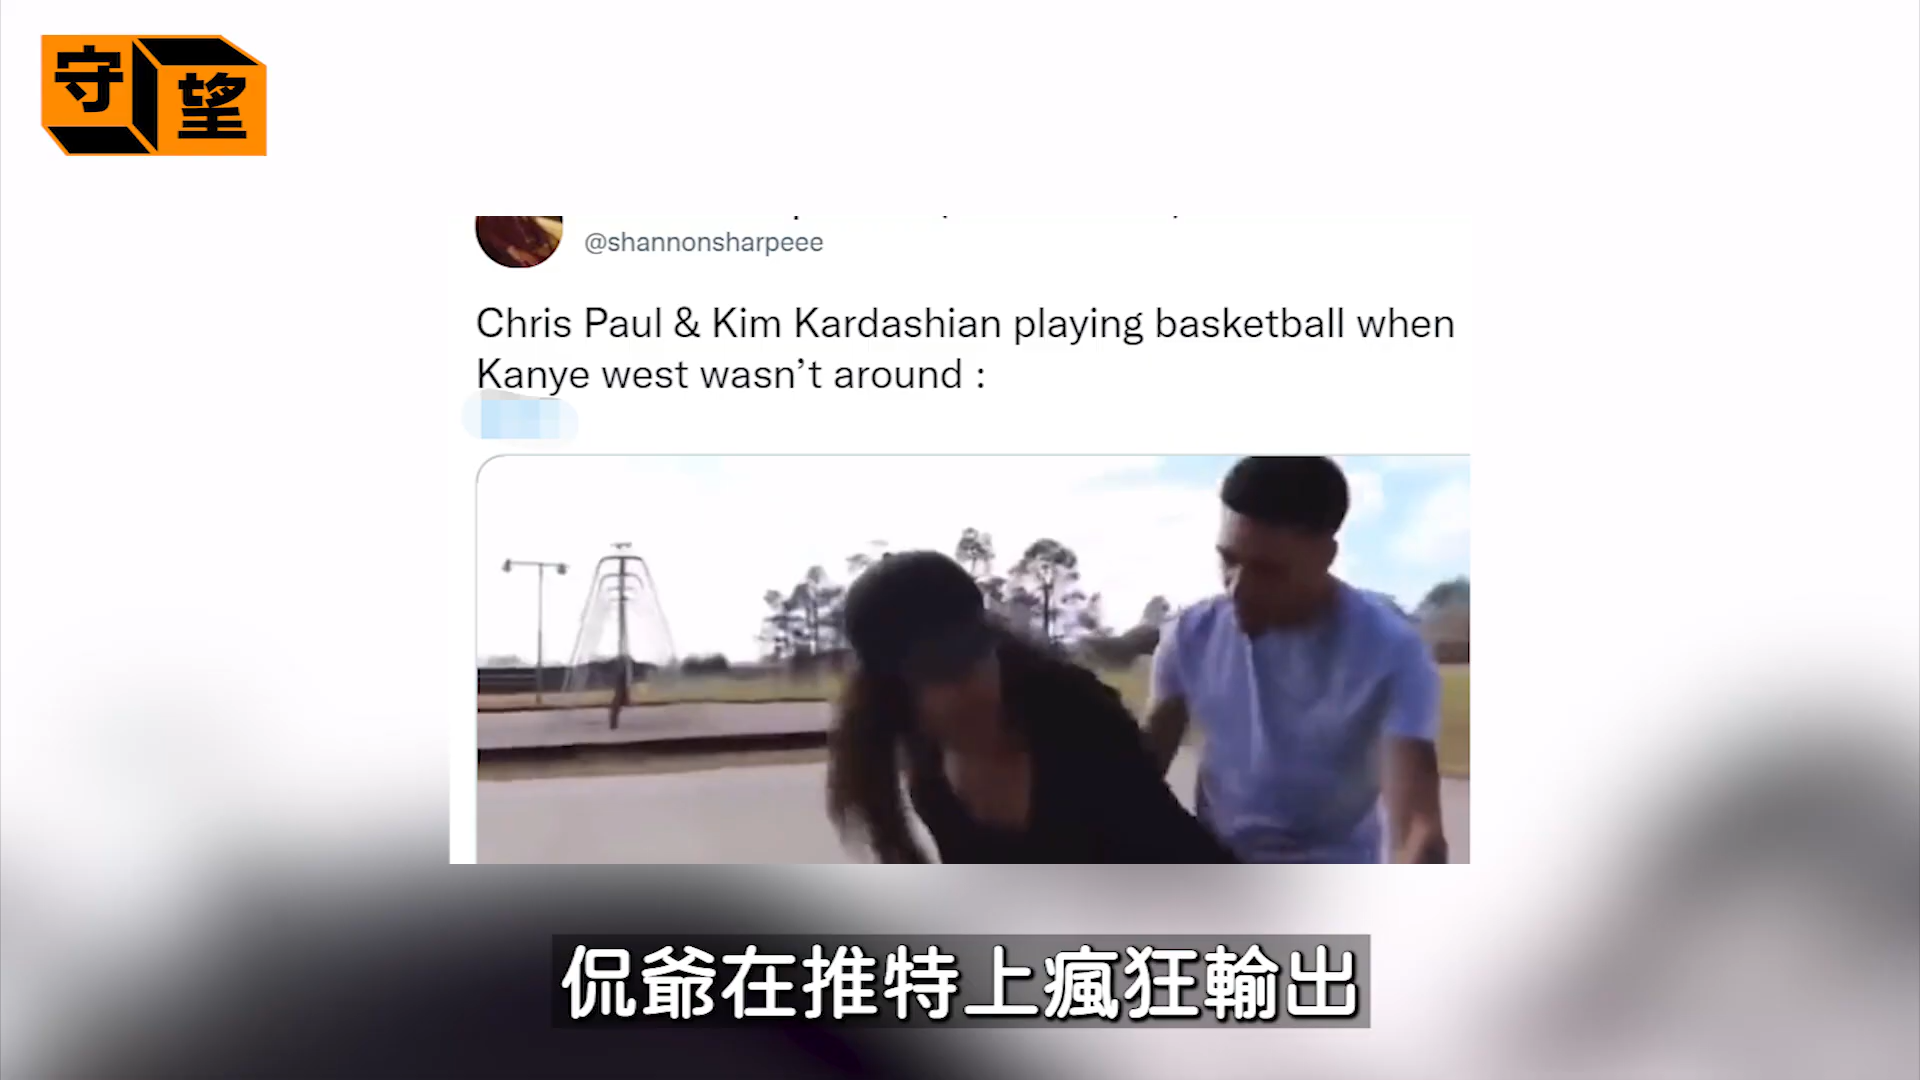 守望
@shannonsharpeee
Chris Paul & Kim Kardashian playing basketball when
Kanye west wasn’t around :
侃爺在推特上瘋狂輸出